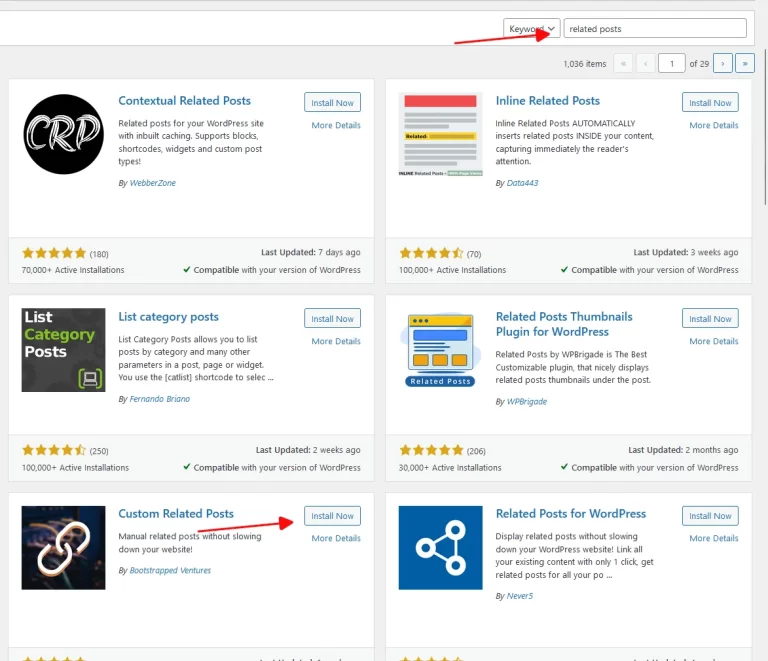 Keyword
related posts
1,036 items
«
‹
1
of 29
›
»
CRP
Contextual Related Posts
Install Now
More Details
Related posts for your WordPress site
with inbuilt caching. Supports blocks,
shortcodes, widgets and custom post
types!
By WebberZone
(180)
Last Updated: 7 days ago
70,000+ Active Installations
Compatible with your version of WordPress
Related:
INLINE Related Posts
Inline Related Posts
Install Now
More Details
Inline Related Posts AUTOMATICALLY
inserts related posts INSIDE your content,
capturing immediately the reader's
attention.
By Data443
(70)
Last Updated: 3 weeks ago
100,000+ Active Installations
Compatible with your version of WordPress
List
Category
Posts
List category posts
Install Now
More Details
List Category Posts allows you to list
posts by category and many other
parameters in a post, page or widget.
You use the [catlist] shortcode to selec ...
By Fernando Briano
(250)
Last Updated: 2 weeks ago
100,000+ Active Installations
Compatible with your version of WordPress
Related Posts
Related Posts Thumbnails
Plugin for WordPress
Install Now
More Details
Related Posts by WPBrigade is The Best
Customizable plugin, that nicely displays
related posts thumbnails under the post.
By WPBrigade
(206)
Last Updated: 2 months ago
30,000+ Active Installations
Compatible with your version of WordPress
Custom Related Posts
Install Now
More Details
Manual related posts without slowing
down your website!
By Bootstrapped Ventures
Related Posts for WordPress
Install Now
More Details
Display related posts without slowing
down your WordPress website! Link all
your existing content with only 1 click, get
related posts for all your po ...
By Never5